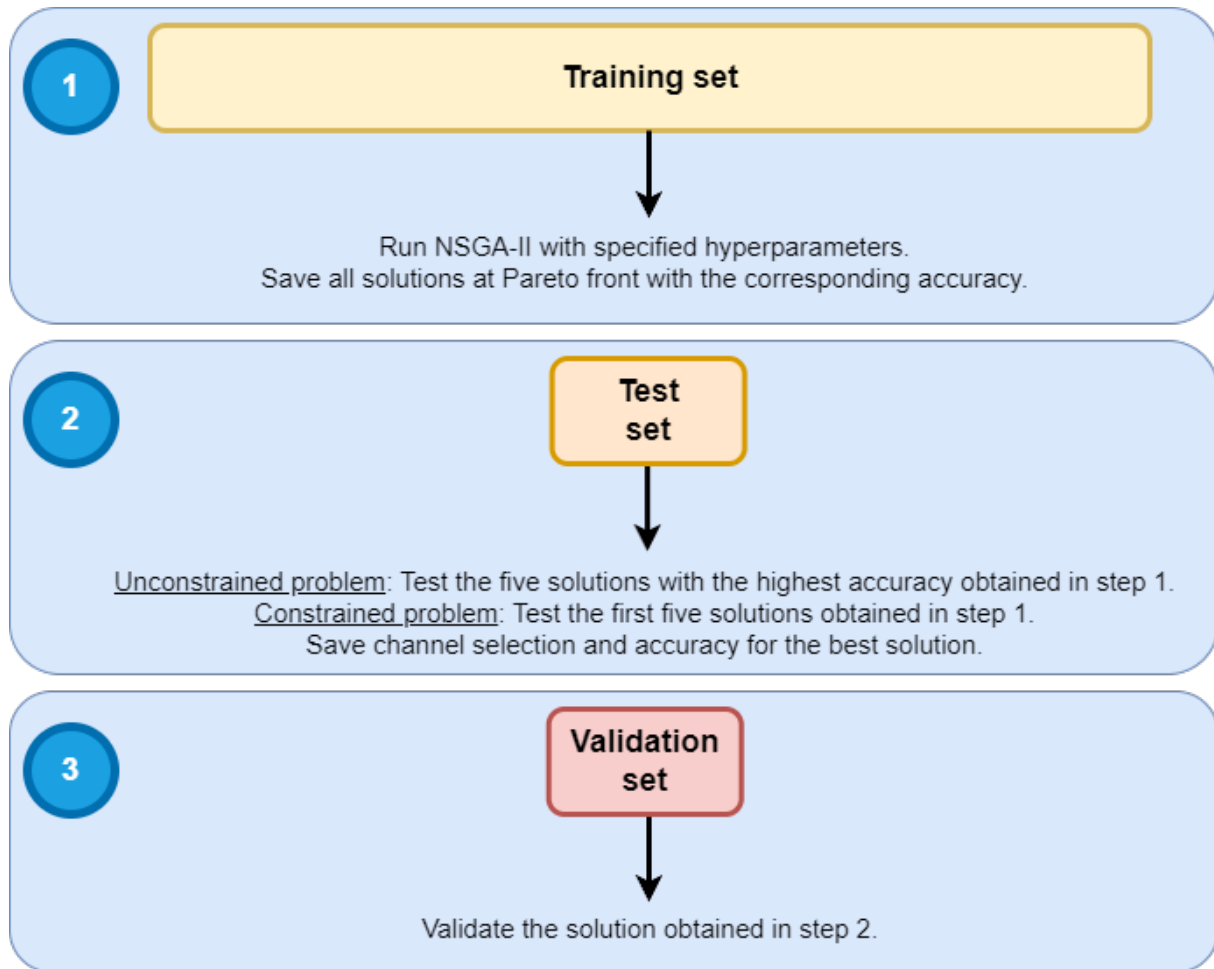 1
Training set
Run NSGA-II with specified hyperparameters.
Save all solutions at Pareto front with the corresponding accuracy.
2
Test
set
Unconstrained problem: Test the five solutions with the highest accuracy obtained in step 1.
Constrained problem: Test the first five solutions obtained in step 1.
Save channel selection and accuracy for the best solution.
3
Validation
set
Validate the solution obtained in step 2.